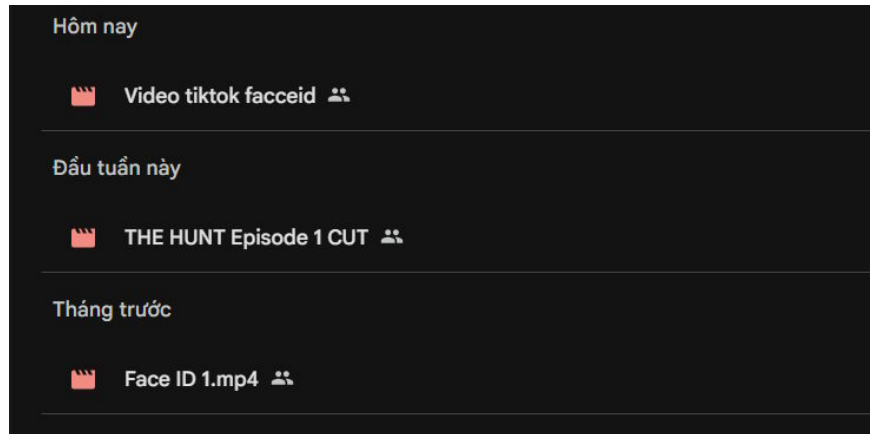 Hôm nay
Video tiktok facceid
Đầu tuần này
THE HUNT Episode 1 CUT
Tháng trước
Face ID 1.mp4